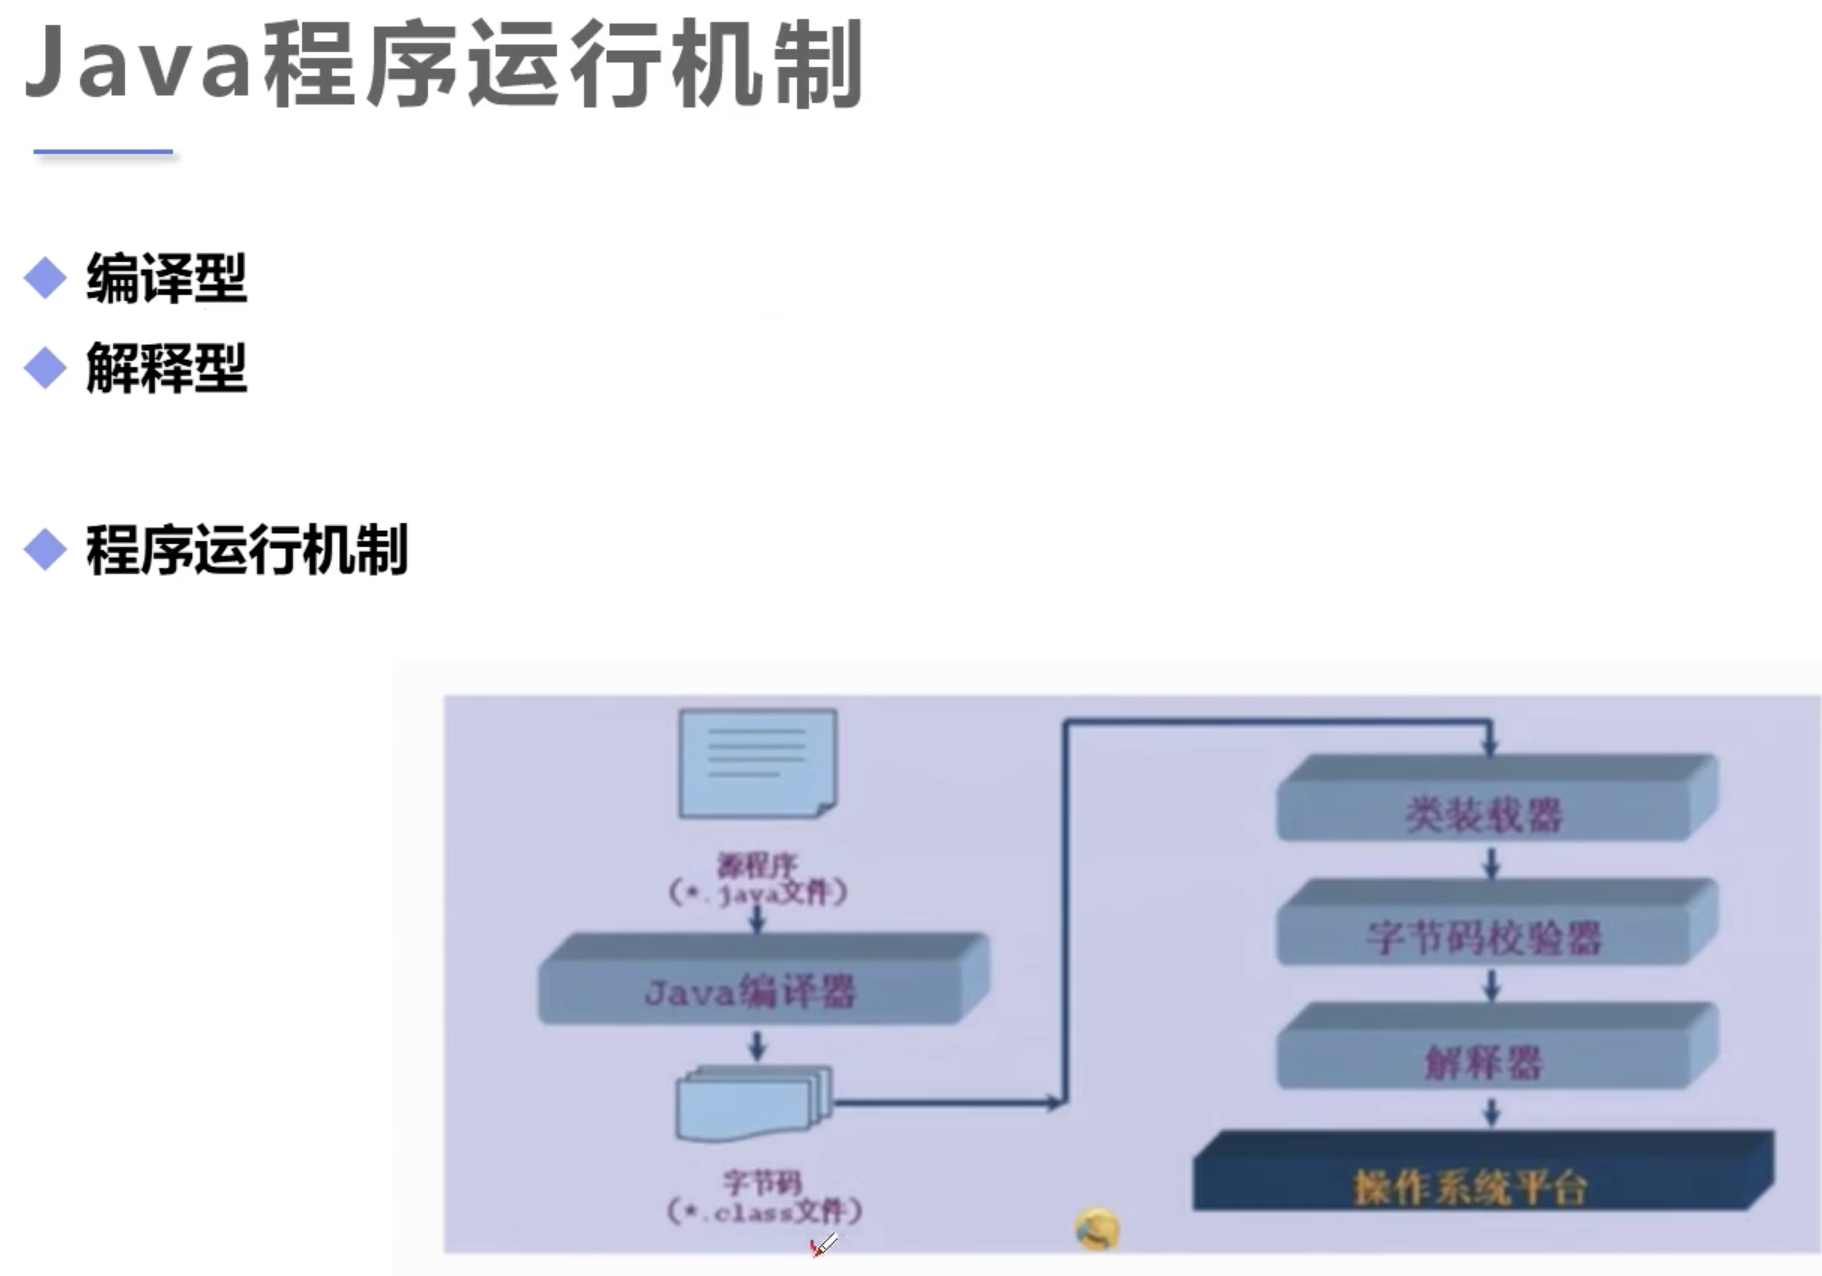 Java程序运行机制
编译型
解释型
程序运行机制
源程序
(*.java文件)
Java编译器
字节码
(*.class文件)
类装载器
字节码校验器
解释器
操作系统平台